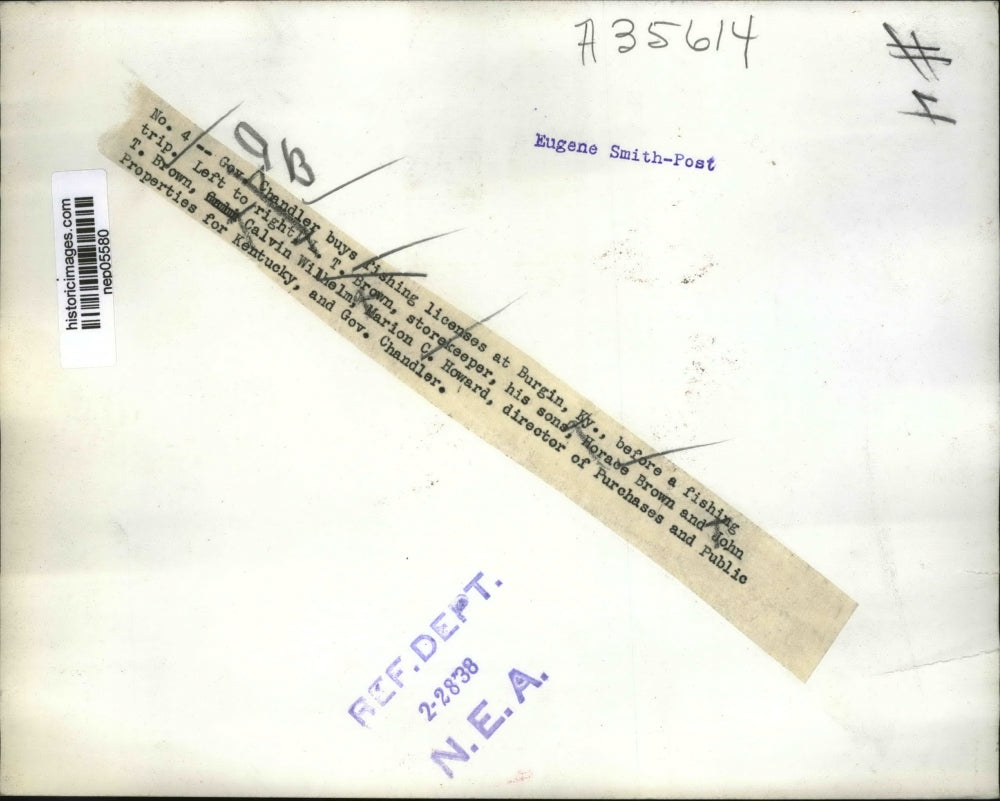 A35614
#4
Eugene Smith-Post
historicimages.com
nep05580
JB
No. 4 -- Gov. Chandler buys fishing licenses at Burgin, Ky., before a fishing
trip. Left to right, T. Brown, storekeeper, his sons, Horace Brown and John
T. Brown, Calvin Wilhelm, Marion C. Howard, director of Purchases and Public
Properties for Kentucky, and Gov. Chandler.
REF. DEPT.
2-28'38
N.E.A.